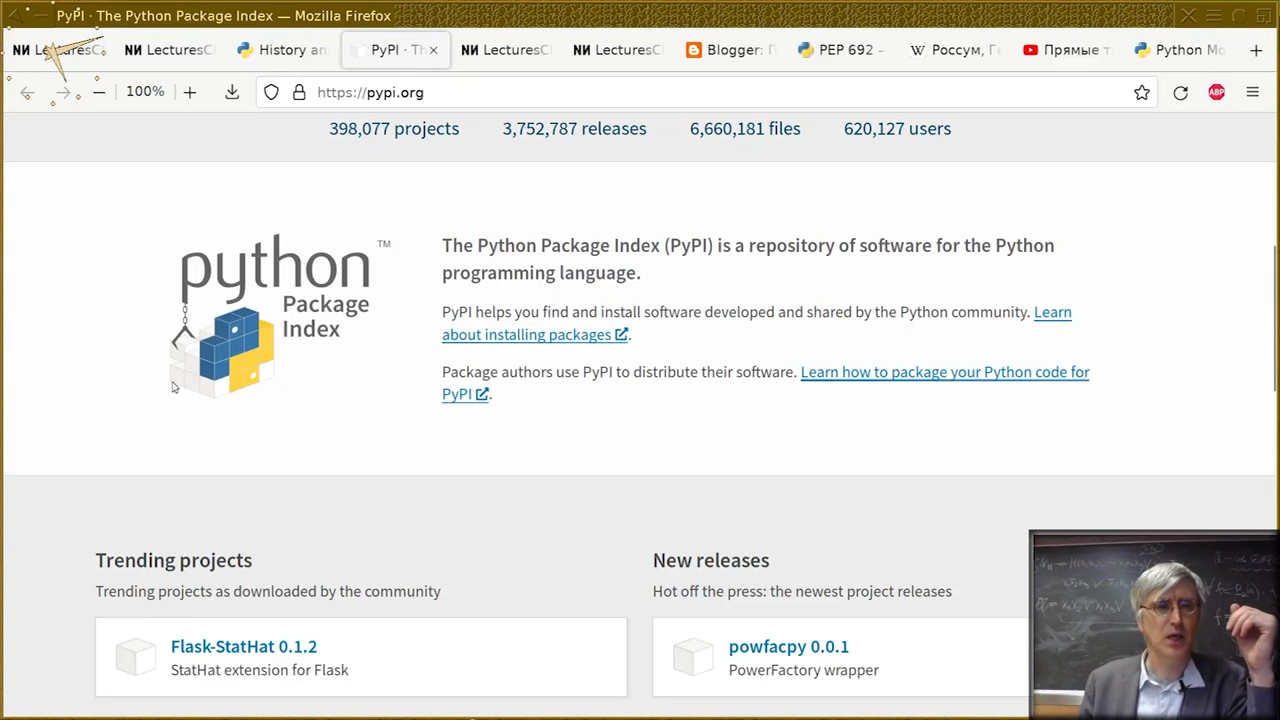 PyPI · The Python Package Index — Mozilla Firefox
LecturesC
LecturesCl
History an
PyPI · Th
LecturesCl
LecturesCl
Blogger: П
PEP 692 –
Россум, Г
Прямые т
Python Mo
100%
https://pypi.org
ABP
398,077 projects 3,752,787 releases 6,660,181 files 620,127 users
python TM
Package
Index
The Python Package Index (PyPI) is a repository of software for the Python
programming language.
PyPI helps you find and install software developed and shared by the Python community. Learn
about installing packages.
Package authors use PyPI to distribute their software. Learn how to package your Python code for
PyPI.
Trending projects
Trending projects as downloaded by the community
Flask-StatHat 0.1.2
StatHat extension for Flask
New releases
Hot off the press: the newest project releases
powfacpy 0.0.1
PowerFactory wrapper